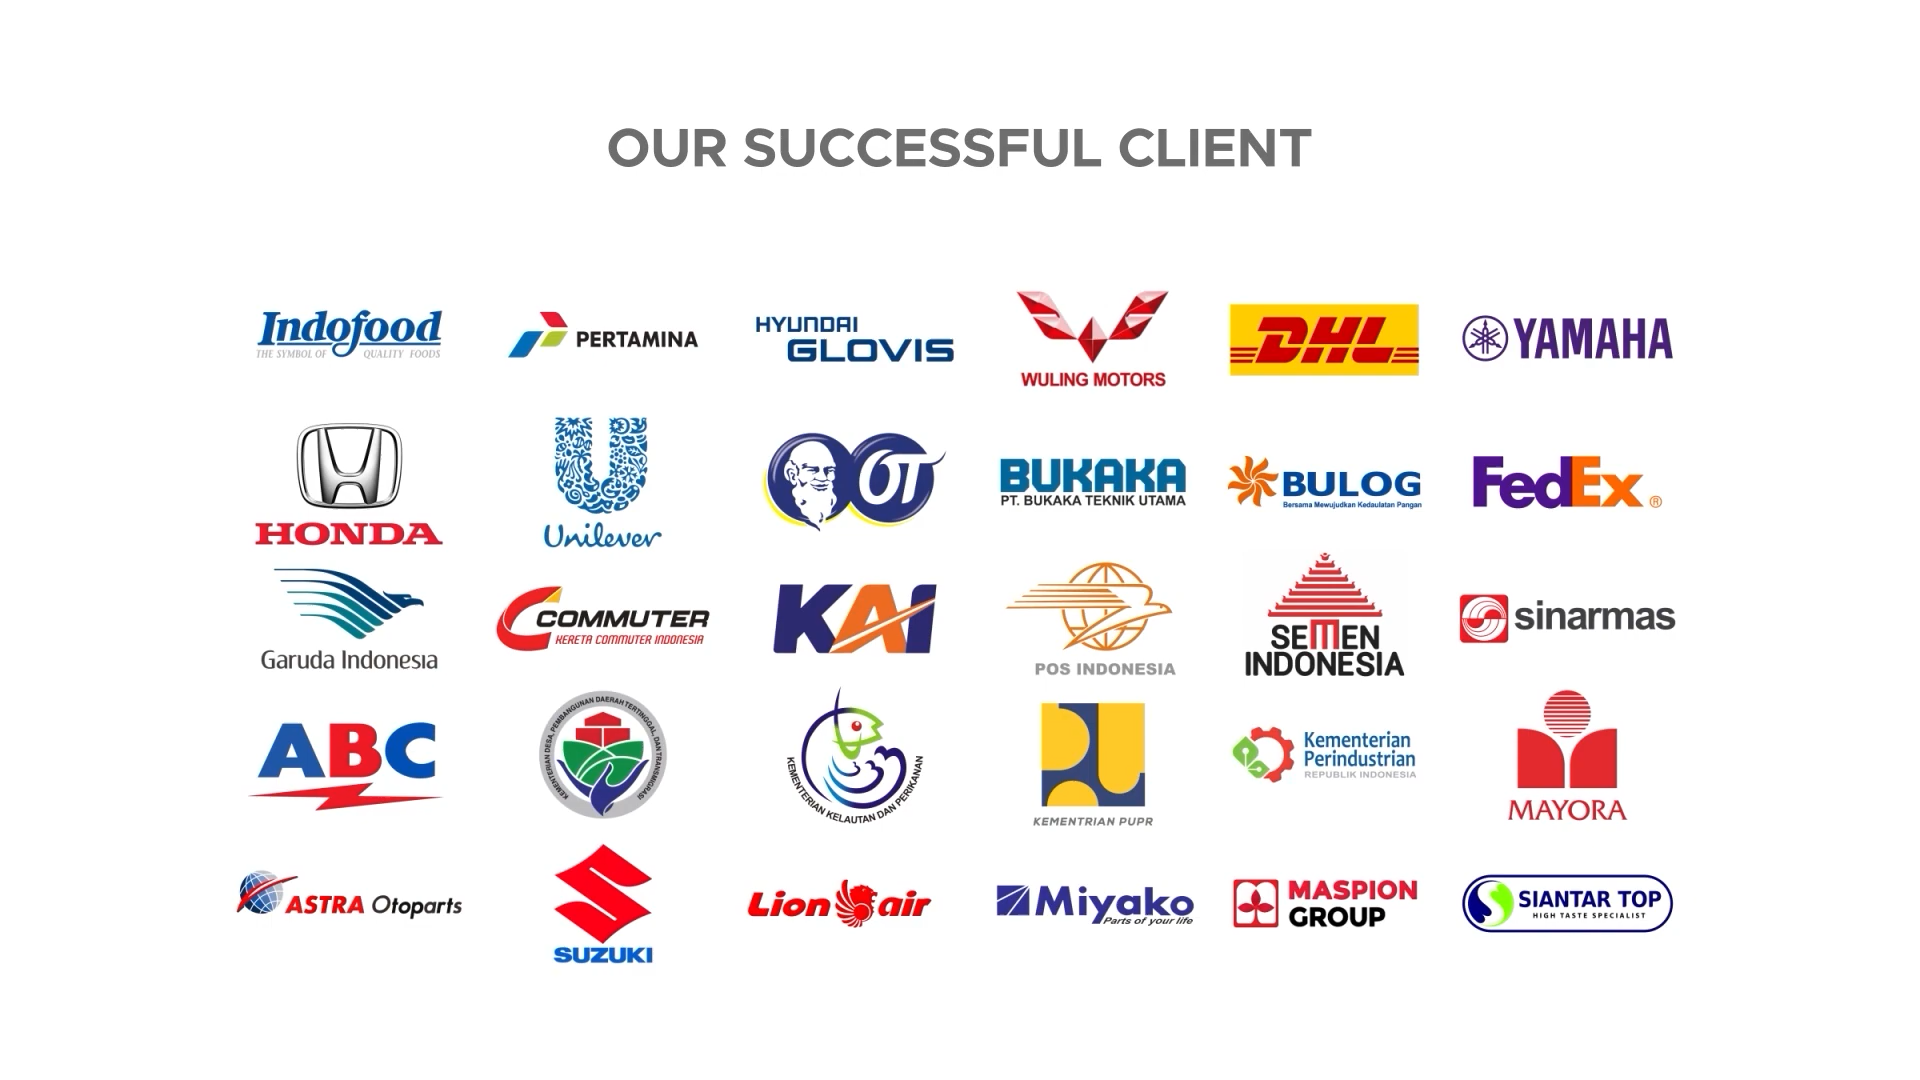 OUR SUCCESSFUL CLIENT
Indofood
THE SYMBOL OF QUALITY FOODS
PERTAMINA
HYUNDAI
GLOVIS
WULING MOTORS
DHL
YAMAHA
HONDA
Unilever
OT
BUKAKA
PT. BUKAKA TEKNIK UTAMA
BULOG
Bersama Mewujudkan Kedaulatan Pangan
FedEx ®
Garuda Indonesia
COMMUTER
KERETA COMMUTER INDONESIA
KAI
POS INDONESIA
SEMEN
INDONESIA
sinarmas
ABC
KEMENTERIAN DESA, PEMBANGUNAN DAERAH TERTINGGAL, DAN TRANSMIGRASI
KEMENTERIAN KELAUTAN DAN PERIKANAN
PU
KEMENTRIAN PUPR
Kementerian
Perindustrian
REPUBLIK INDONESIA
MAYORA
ASTRA Otoparts
SUZUKI
Lion air
Miyako
Parts of your life
MASPION
GROUP
SIANTAR TOP
HIGH TASTE SPECIALIST